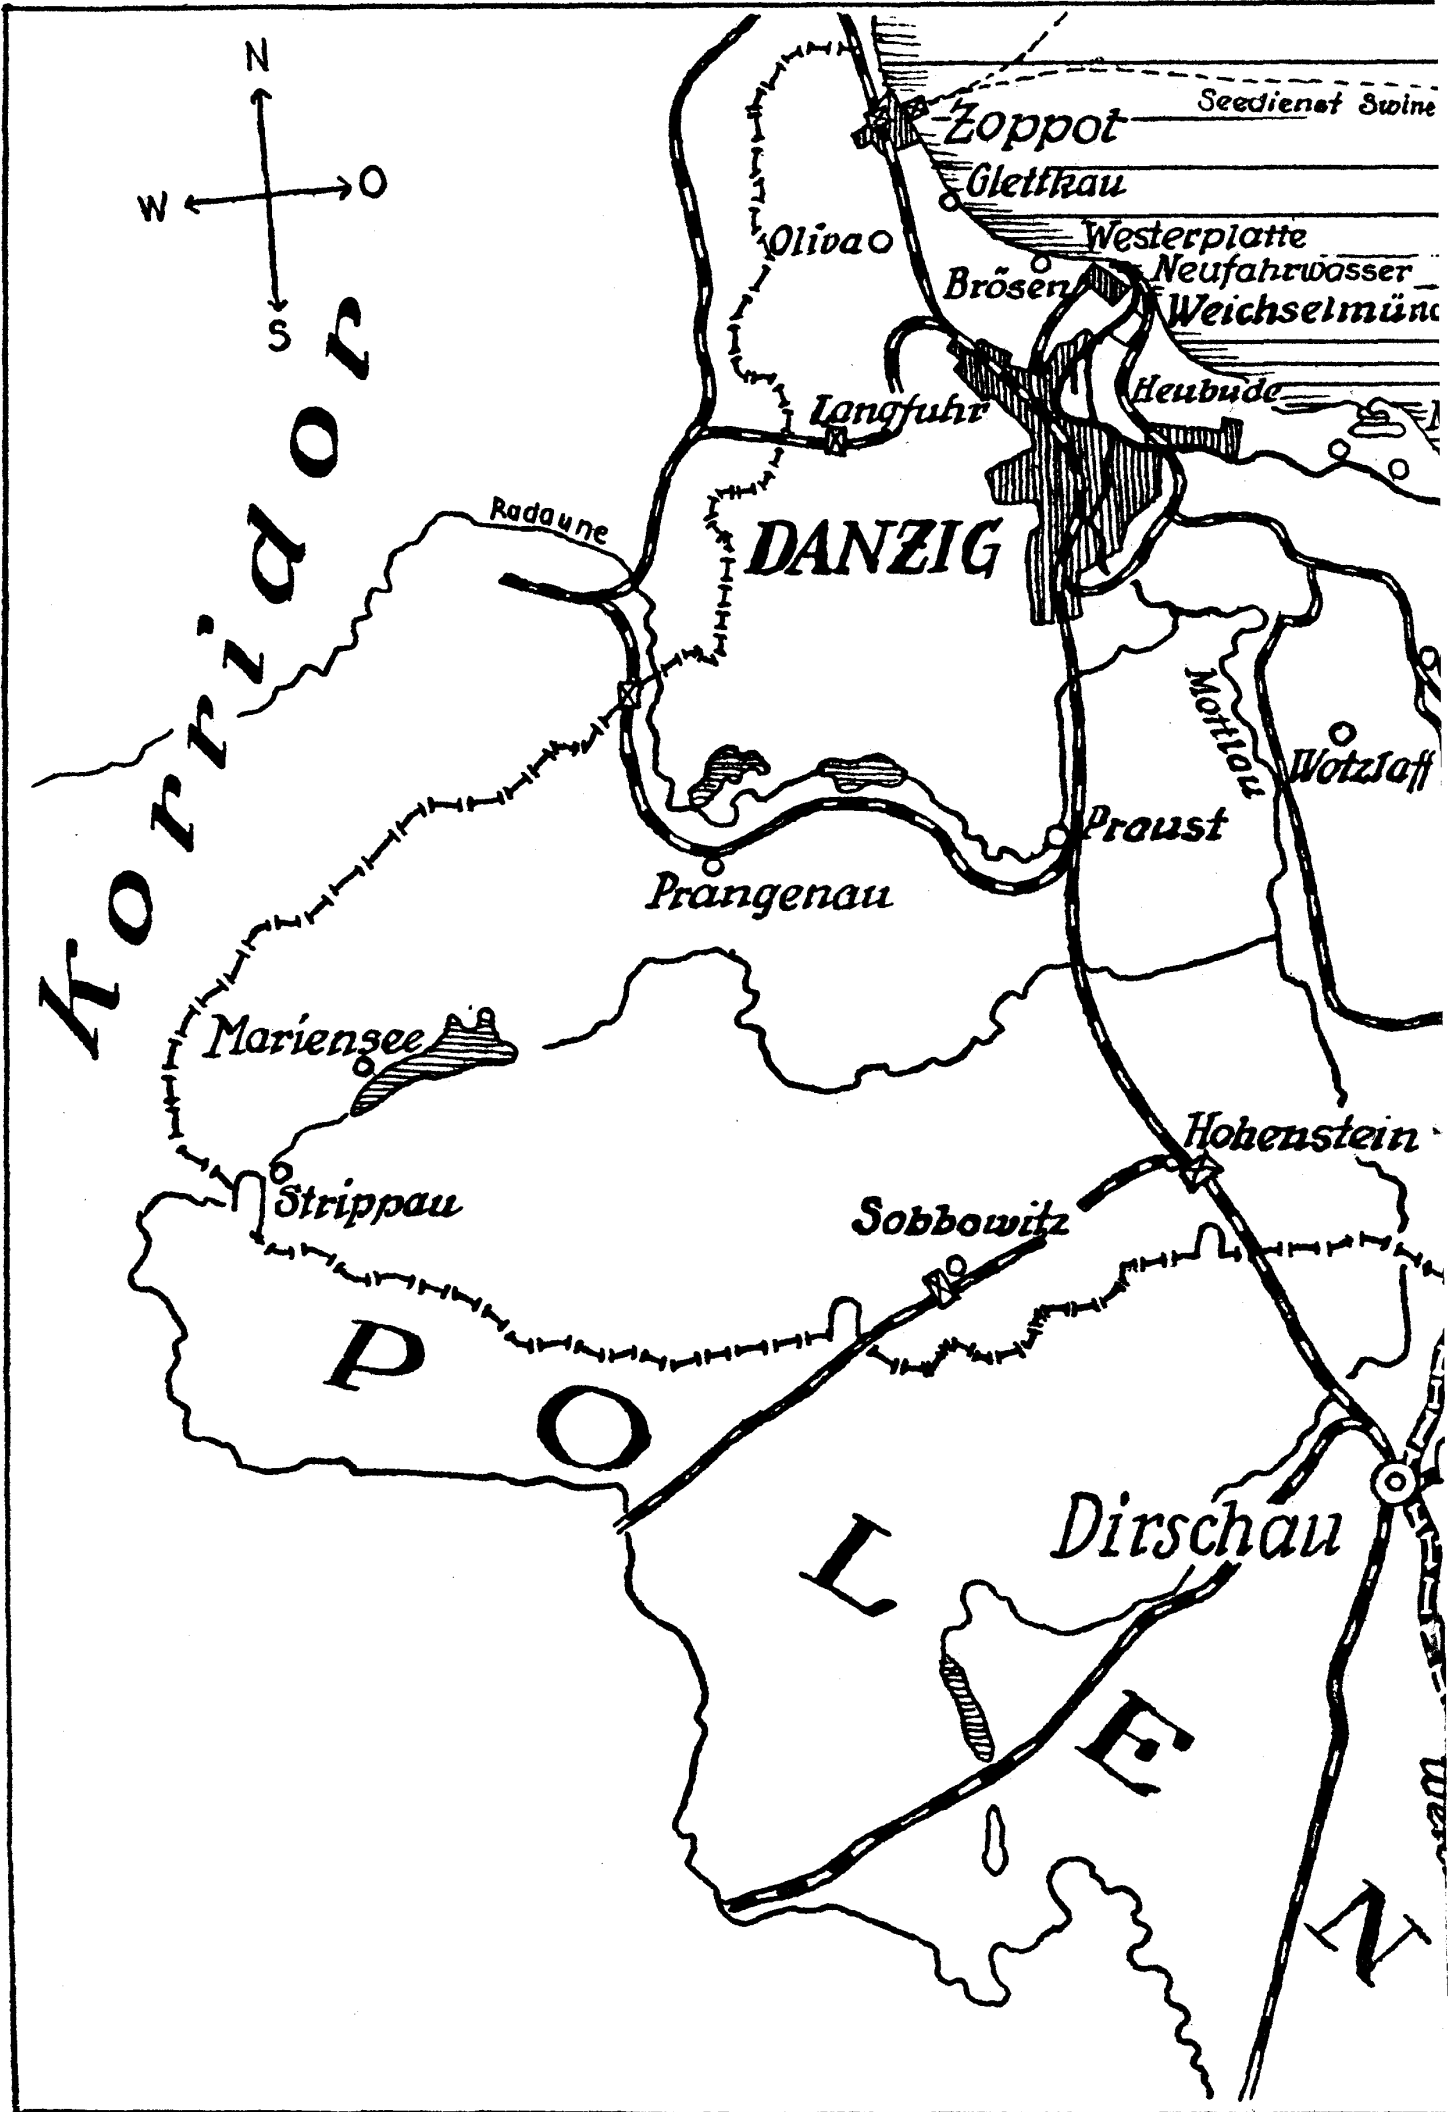 N
W
O
S
Seedienst Swine
Zoppot
Glettkau
Oliva
Westerplatte
Brösen
Neufahrwasser
Weichselmünd
Langfuhr
Heubude
Radaune
DANZIG
Korridor
Mottlau
Wotzlaff
Praust
Prangenau
Mariensee
Hohenstein
Strippau
Sobbowitz
Dirschau
POLEN